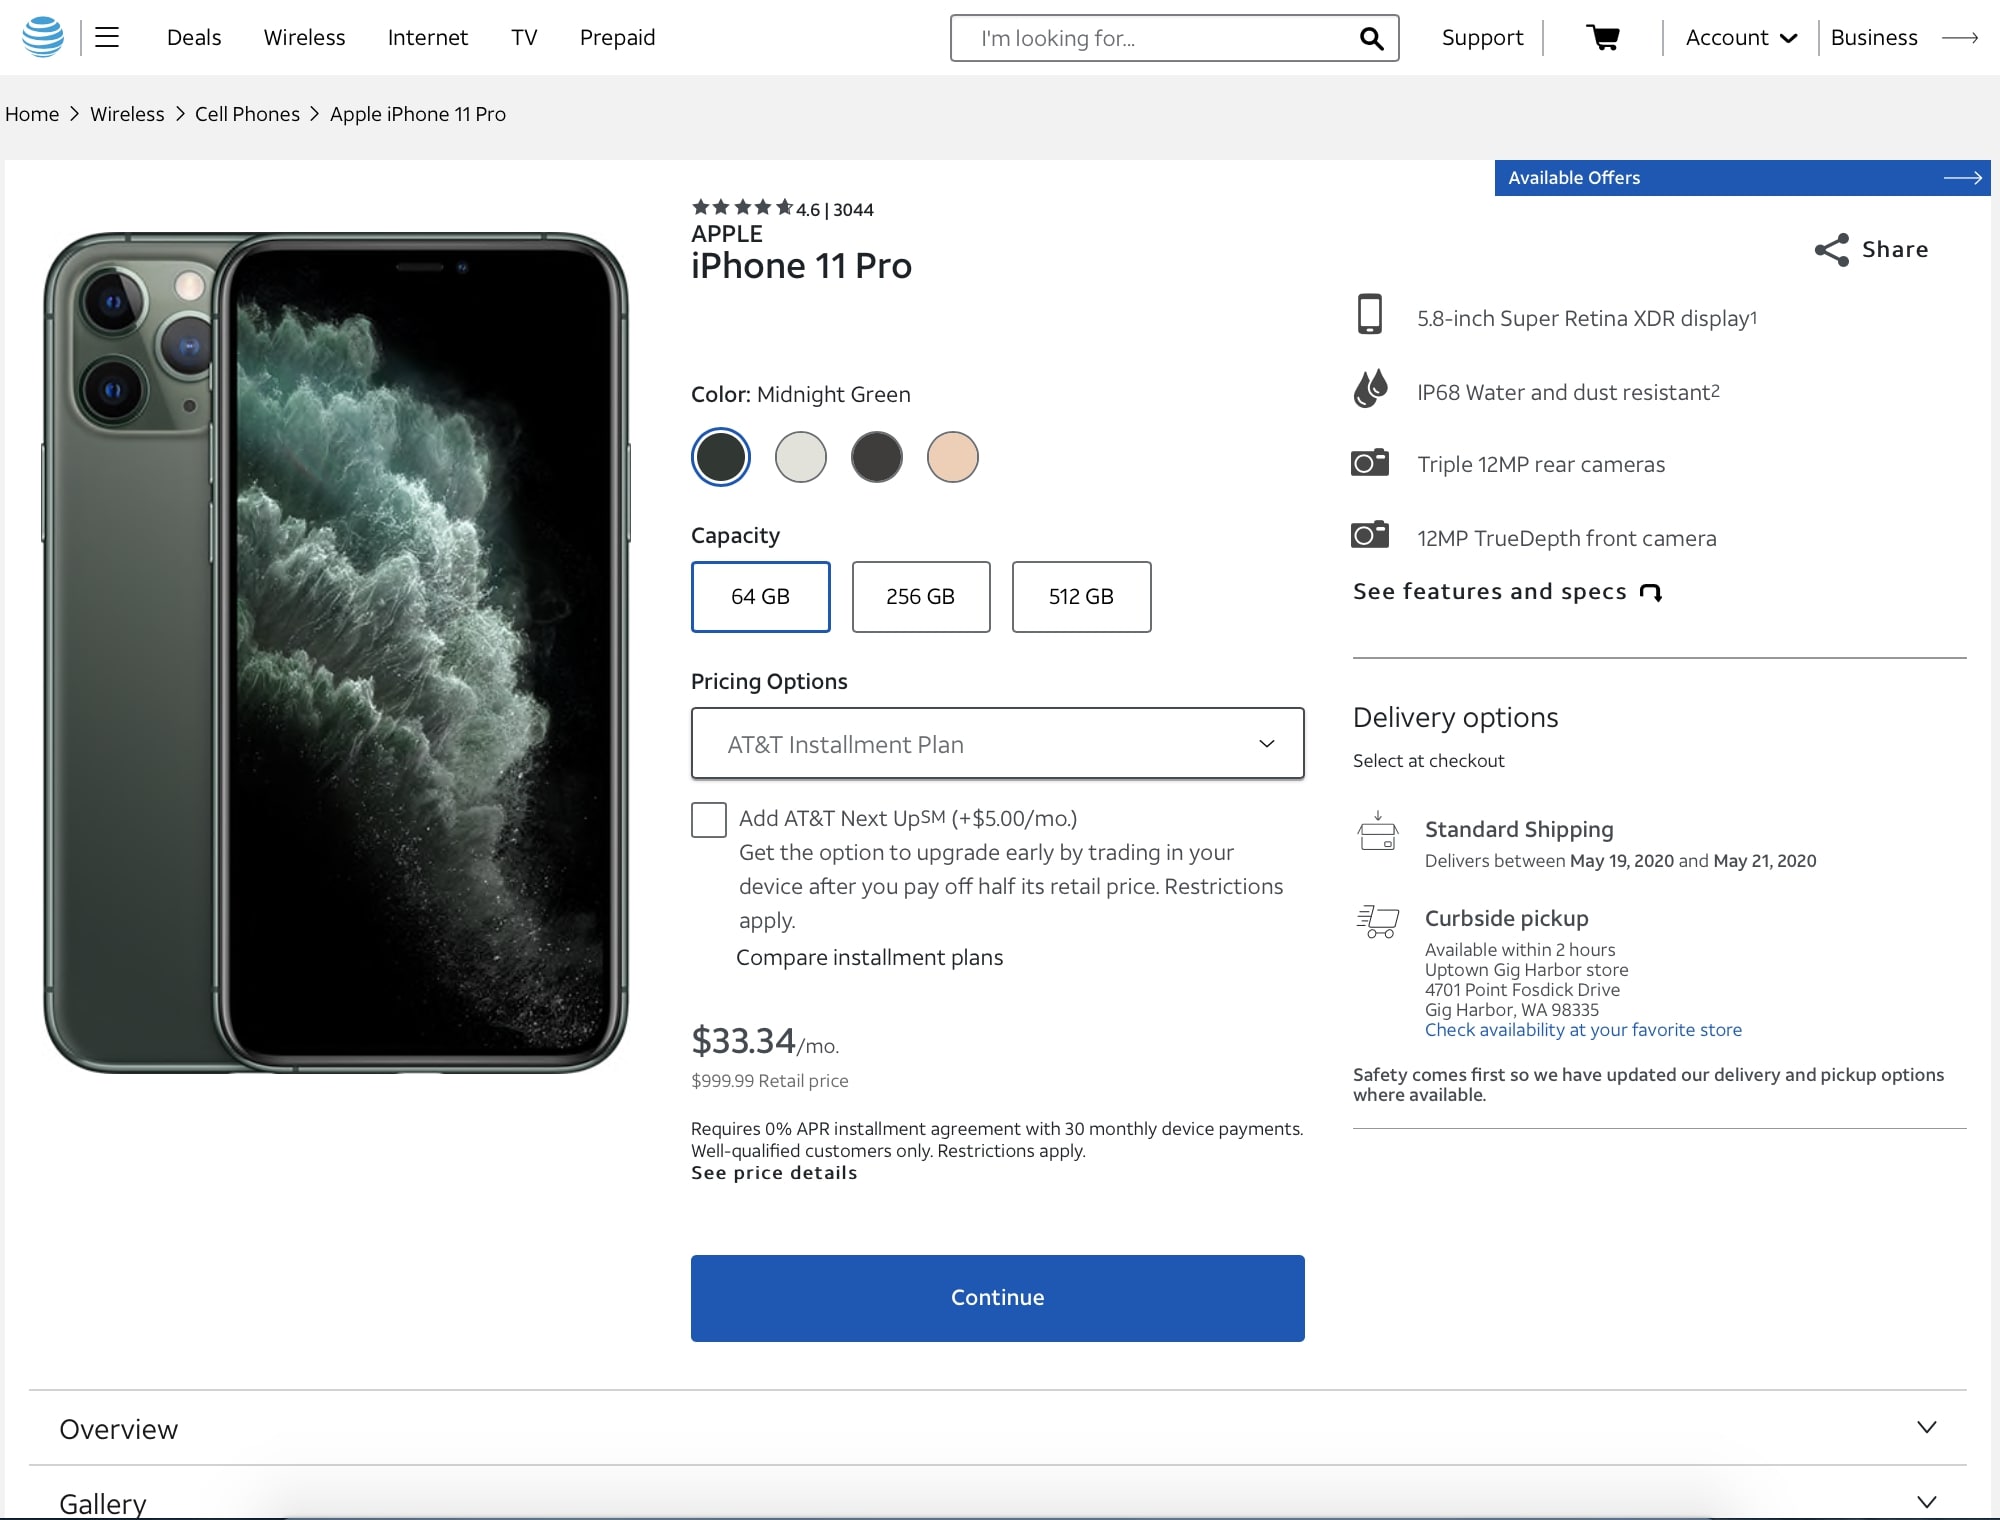 Deals Wireless Internet TV Prepaid I'm looking for... Support Account Business
Home > Wireless > Cell Phones > Apple iPhone 11 Pro
Available Offers
4.6 | 3044
APPLE
iPhone 11 Pro
Share
5.8-inch Super Retina XDR display1
IP68 Water and dust resistant2
Triple 12MP rear cameras
12MP TrueDepth front camera
See features and specs
Color: Midnight Green
Capacity
64 GB 256 GB 512 GB
Pricing Options
AT&T Installment Plan
Add AT&T Next UpSM (+$5.00/mo.)
Get the option to upgrade early by trading in your
device after you pay off half its retail price. Restrictions
apply.
Compare installment plans
$33.34/mo.
$999.99 Retail price
Requires 0% APR installment agreement with 30 monthly device payments.
Well-qualified customers only. Restrictions apply.
See price details
Continue
Delivery options
Select at checkout
Standard Shipping
Delivers between May 19, 2020 and May 21, 2020
Curbside pickup
Available within 2 hours
Uptown Gig Harbor store
4701 Point Fosdick Drive
Gig Harbor, WA 98335
Check availability at your favorite store
Safety comes first so we have updated our delivery and pickup options
where available.
Overview
Gallery